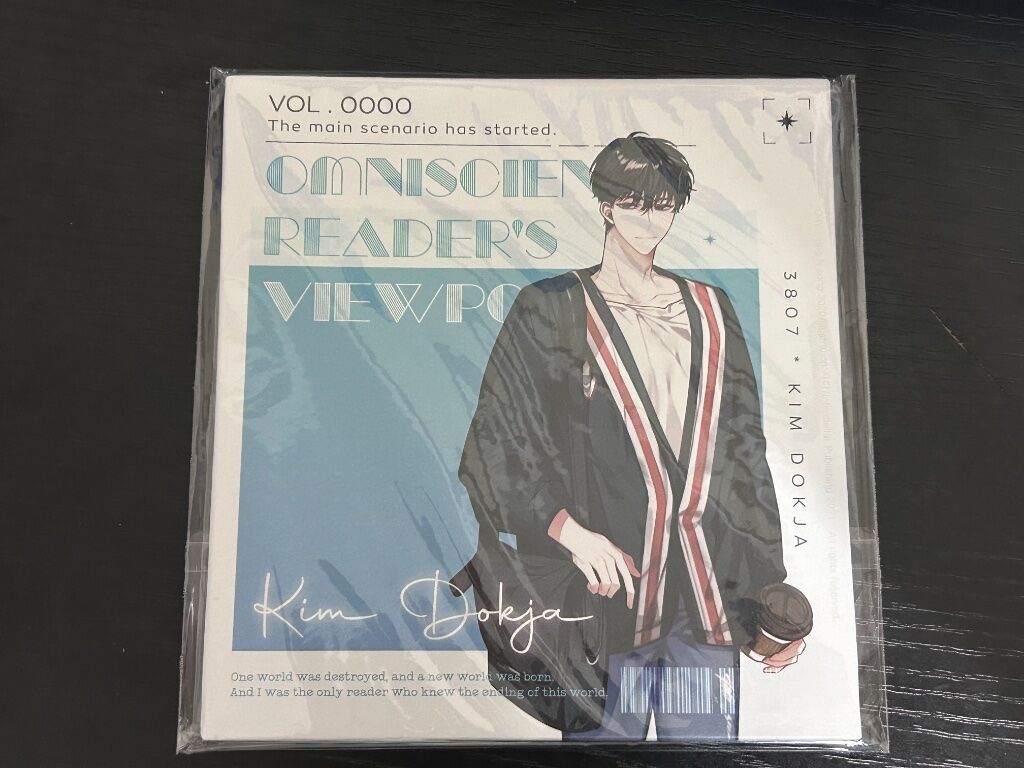 VOL . 0000
The main scenario has started.
OMNISCIEN
READER'S
VIEWPO
3807 * KIM DOKJA
Kim Dokja
One world was destroyed, and a new world was born.
And I was the only reader who knew the ending of this world.